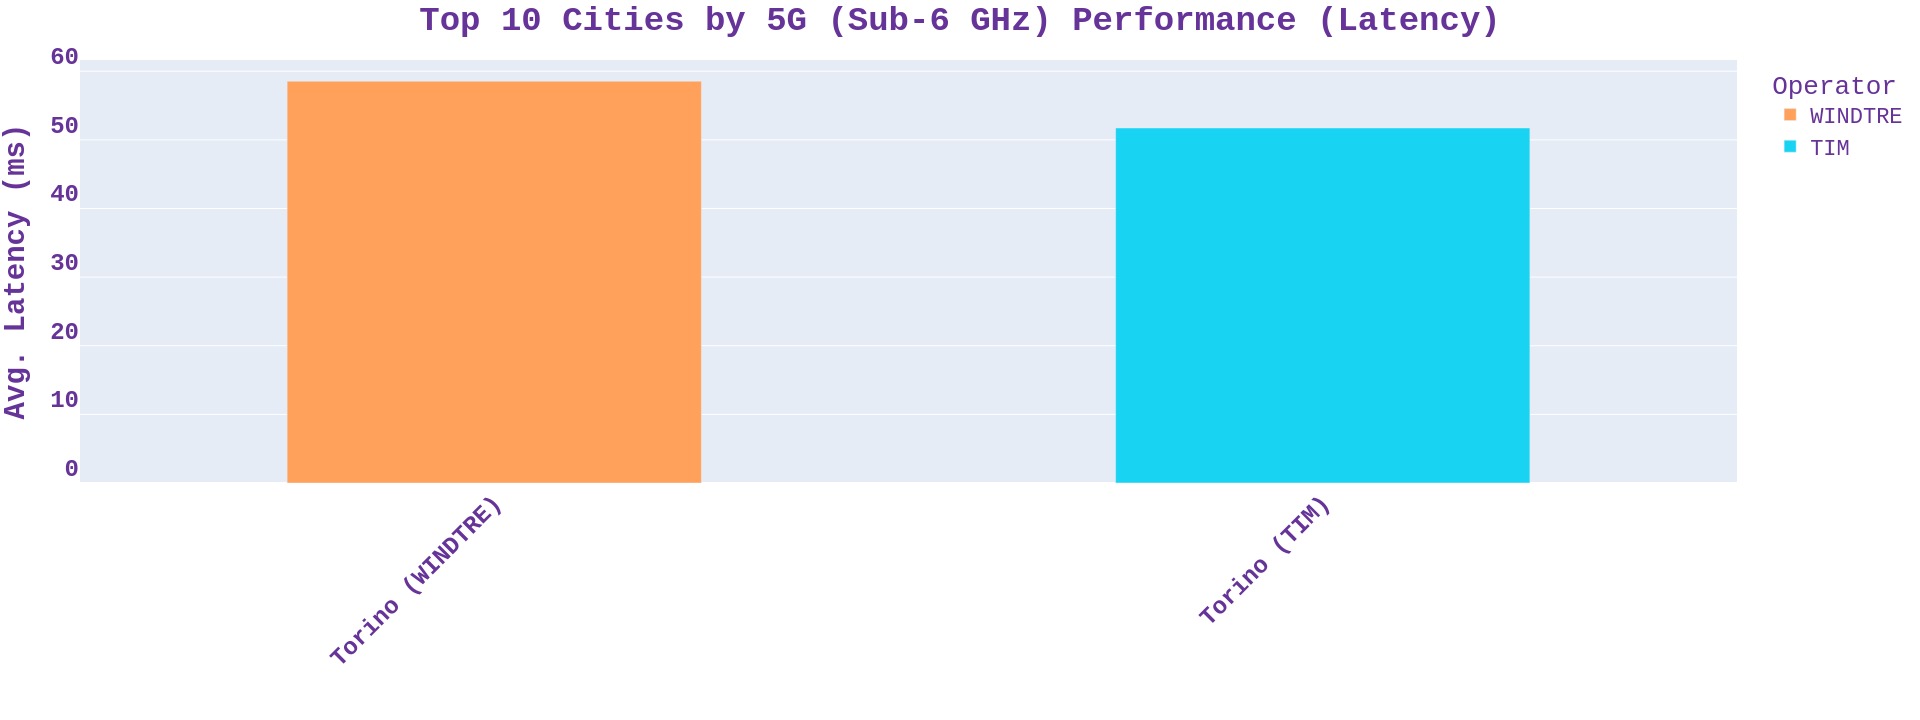 Top 10 Cities by 5G (Sub-6 GHz) Performance (Latency)
Avg. Latency (ms)
60
50
40
30
20
10
0
Torino (WINDTRE)
Torino (TIM)
Operator
WINDTRE
TIM